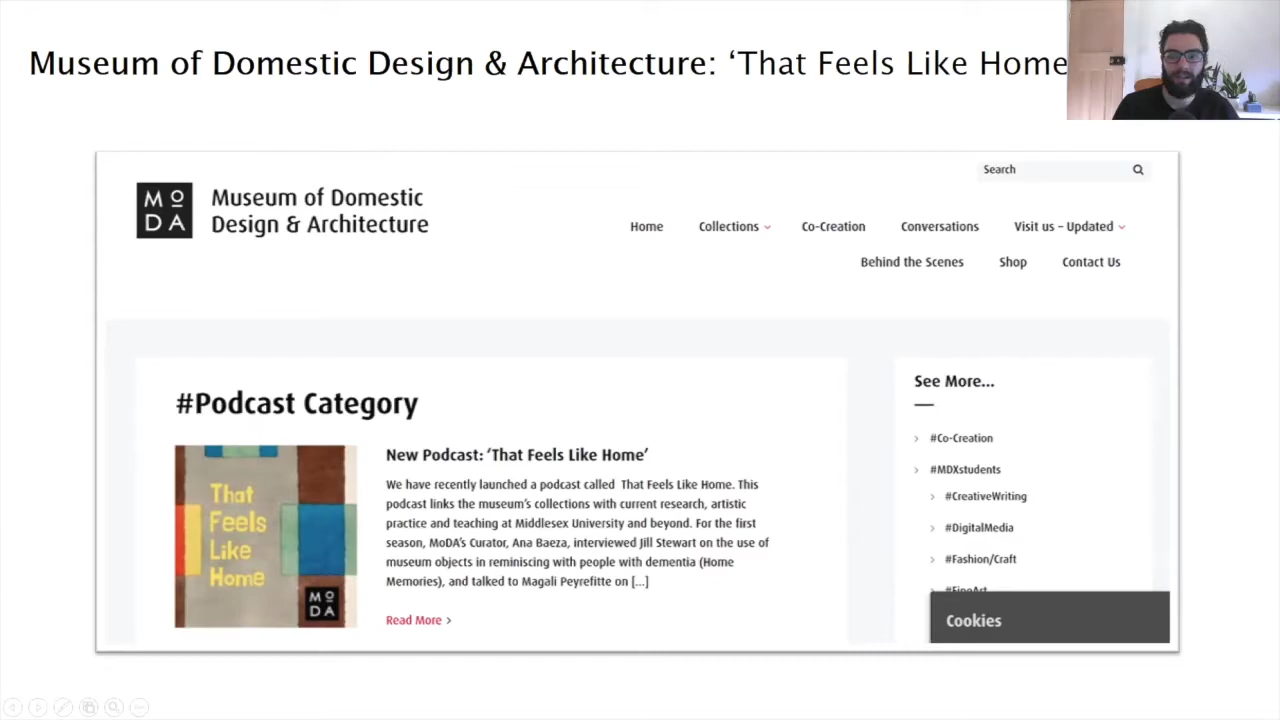 Museum of Domestic Design & Architecture: ‘That Feels Like Home
Search
MODA
Museum of Domestic
Design & Architecture
Home
Collections
Co-Creation
Conversations
Visit us – Updated
Behind the Scenes
Shop
Contact Us
#Podcast Category
That
Feels
Like
Home
MODA
New Podcast: ‘That Feels Like Home’
We have recently launched a podcast called That Feels Like Home. This
podcast links the museum’s collections with current research, artistic
practice and teaching at Middlesex University and beyond. For the first
season, MoDA’s Curator, Ana Baeza, interviewed Jill Stewart on the use of
museum objects in reminiscing with people with dementia (Home
Memories), and talked to Magali Peyrefitte on [...]
Read More
See More...
#Co-Creation
#MDXstudents
#CreativeWriting
#DigitalMedia
#Fashion/Craft
#FineArt
Cookies